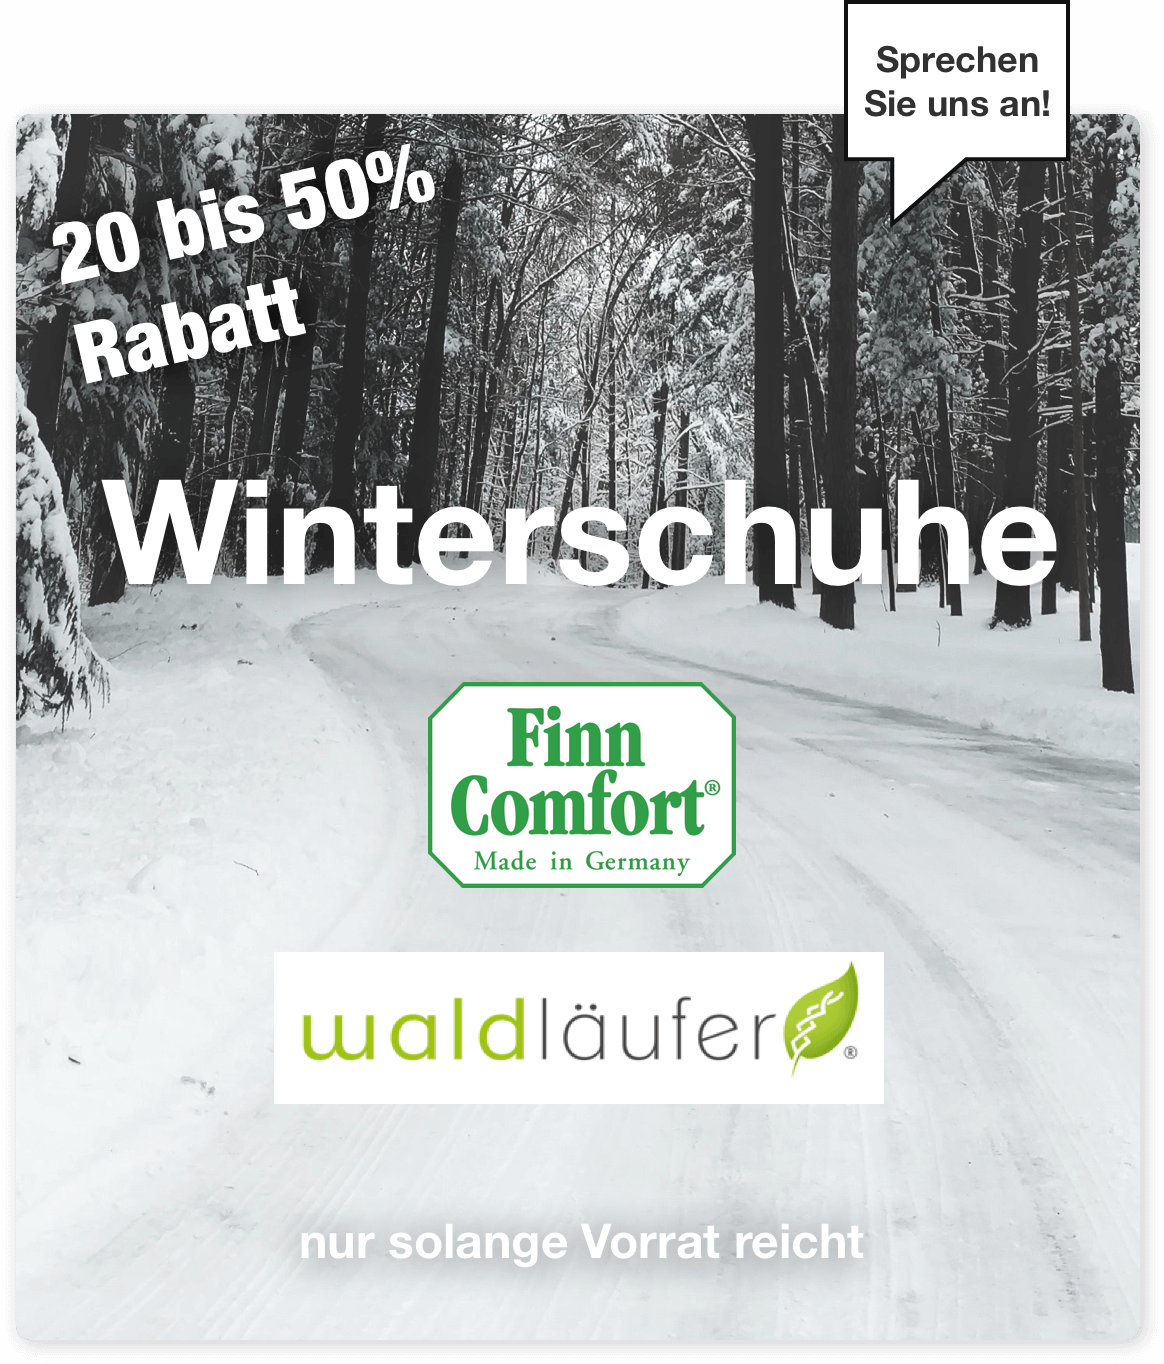 Sprechen
Sie uns an!
20 bis 50%
Rabatt
Winterschuhe
Finn
Comfort®
Made in Germany
waldläufer®
nur solange Vorrat reicht